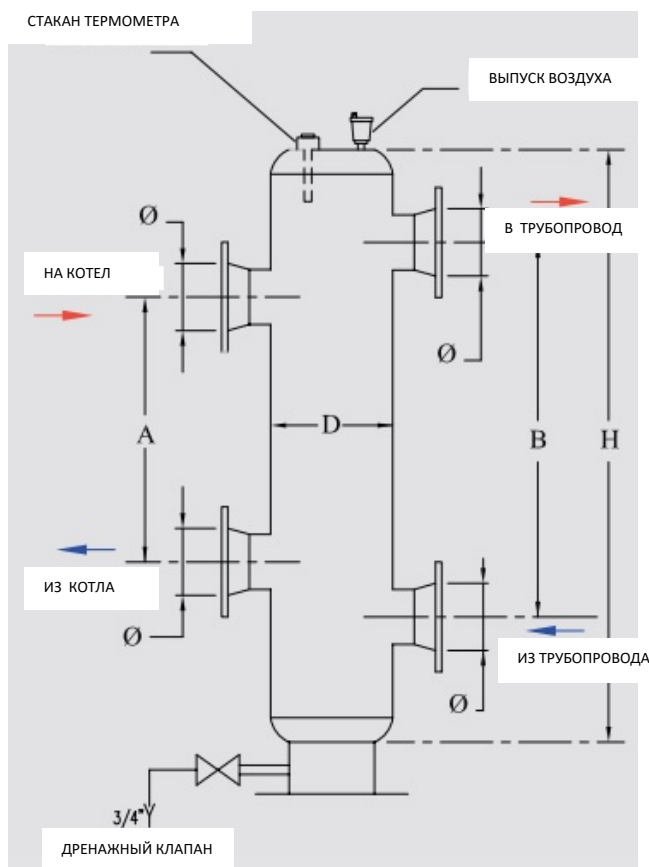 СТАКАН ТЕРМОМЕТРА
ВЫПУСК ВОЗДУХА
Ø
В ТРУБОПРОВОД
НА КОТЕЛ
Ø
A
D
B
H
ИЗ КОТЛА
Ø
ИЗ ТРУБОПРОВОДА
Ø
3/4"
ДРЕНАЖНЫЙ КЛАПАН